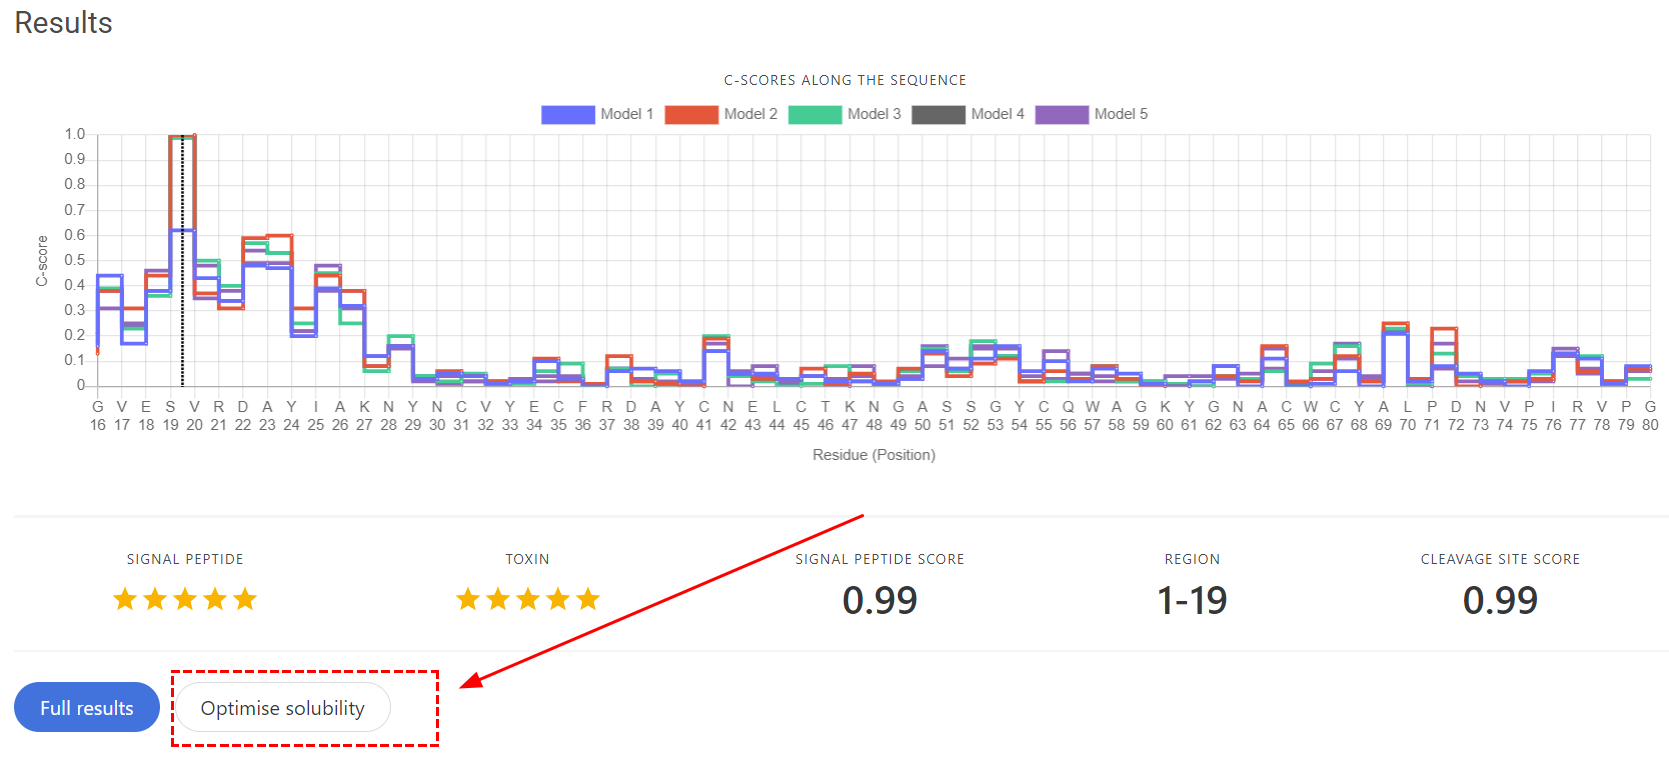 Results
C-SCORES ALONG THE SEQUENCE
Model 1 Model 2 Model 3 Model 4 Model 5
1.0
0.9
0.8
0.7
0.6
0.5
0.4
0.3
0.2
0.1
0
C-score
G V E S V R D A Y I A K N Y N C V Y E C F R D A Y C N E L C T K N G A S S G Y C Q W A G K Y G N A C W C Y A L P D N V P I R V P G
16 17 18 19 20 21 22 23 24 25 26 27 28 29 30 31 32 33 34 35 36 37 38 39 40 41 42 43 44 45 46 47 48 49 50 51 52 53 54 55 56 57 58 59 60 61 62 63 64 65 66 67 68 69 70 71 72 73 74 75 76 77 78 79 80
Residue (Position)
SIGNAL PEPTIDE TOXIN SIGNAL PEPTIDE SCORE REGION CLEAVAGE SITE SCORE
0.99 1-19 0.99
Full results Optimise solubility